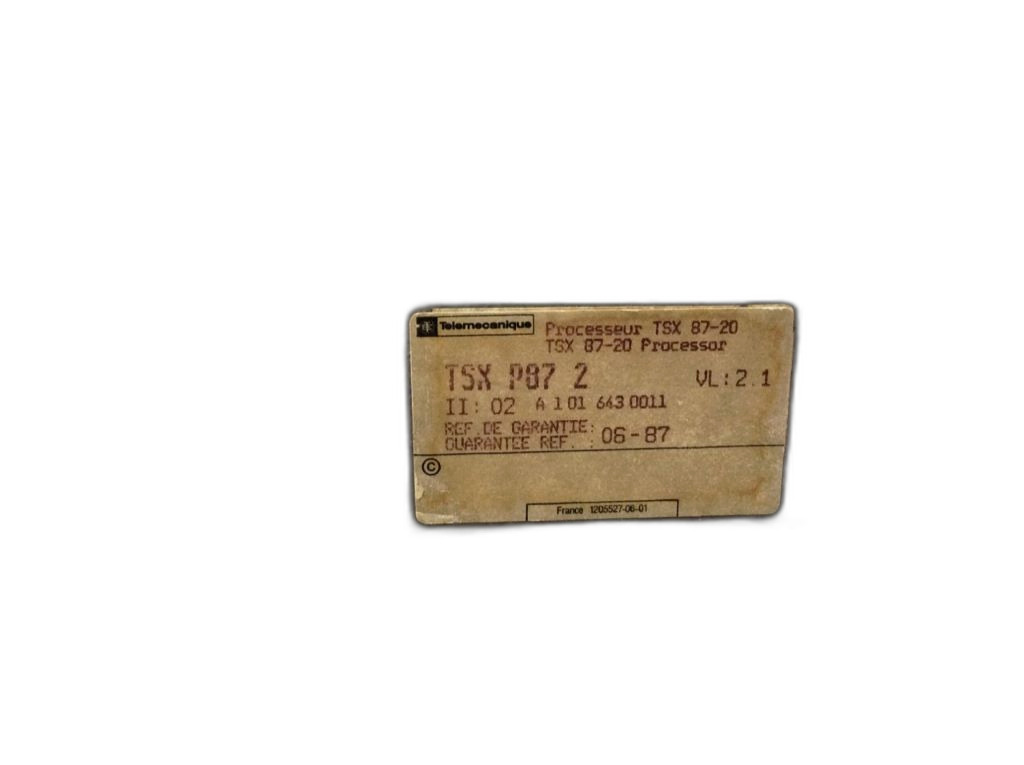 Telemecanique
Processeur TSX 87-20
TSX 87-20 Processor
TSX P87 2 VL:2.1
II: 02 A 1 01 643 0011
REF.DE GARANTIE:
GUARANTEE REF. : 06-87
©
France 1205527-06-01